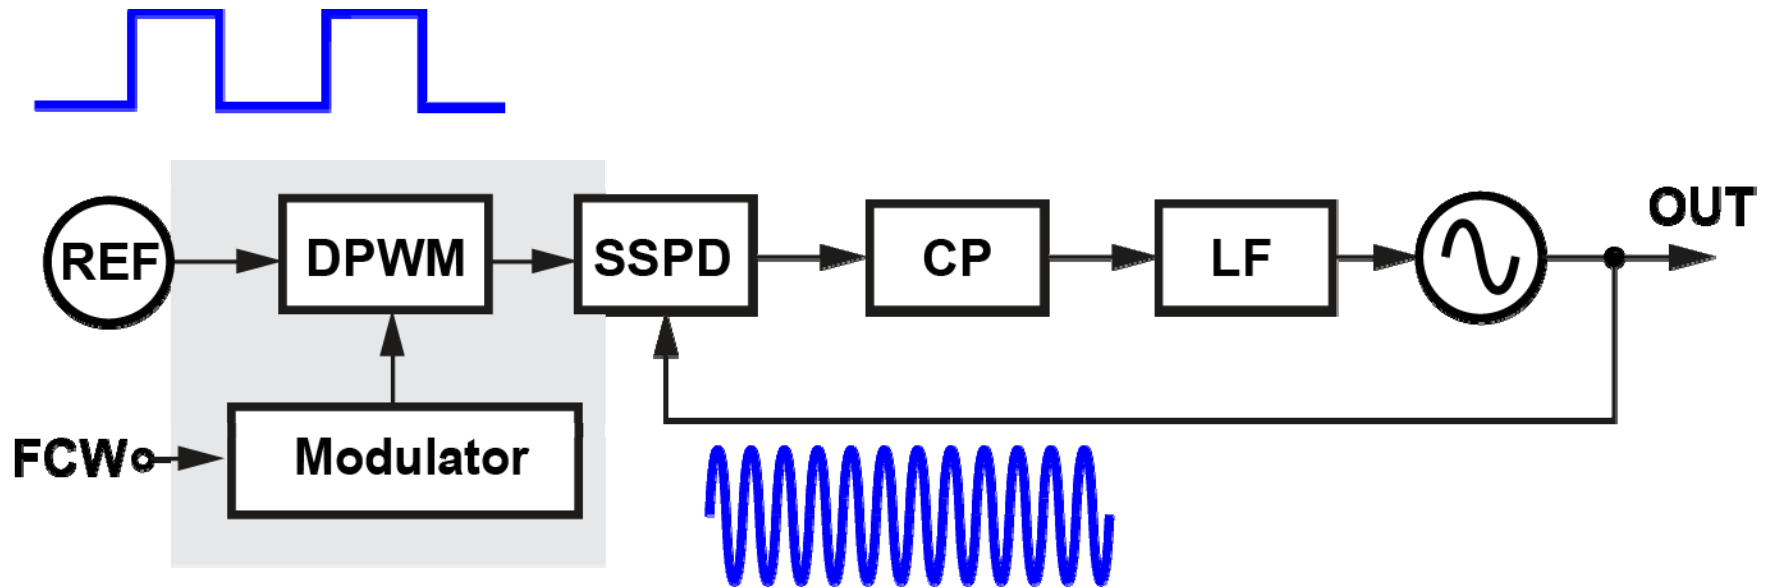 REF
DPWM
SSPD
CP
LF
OUT
FCW
Modulator